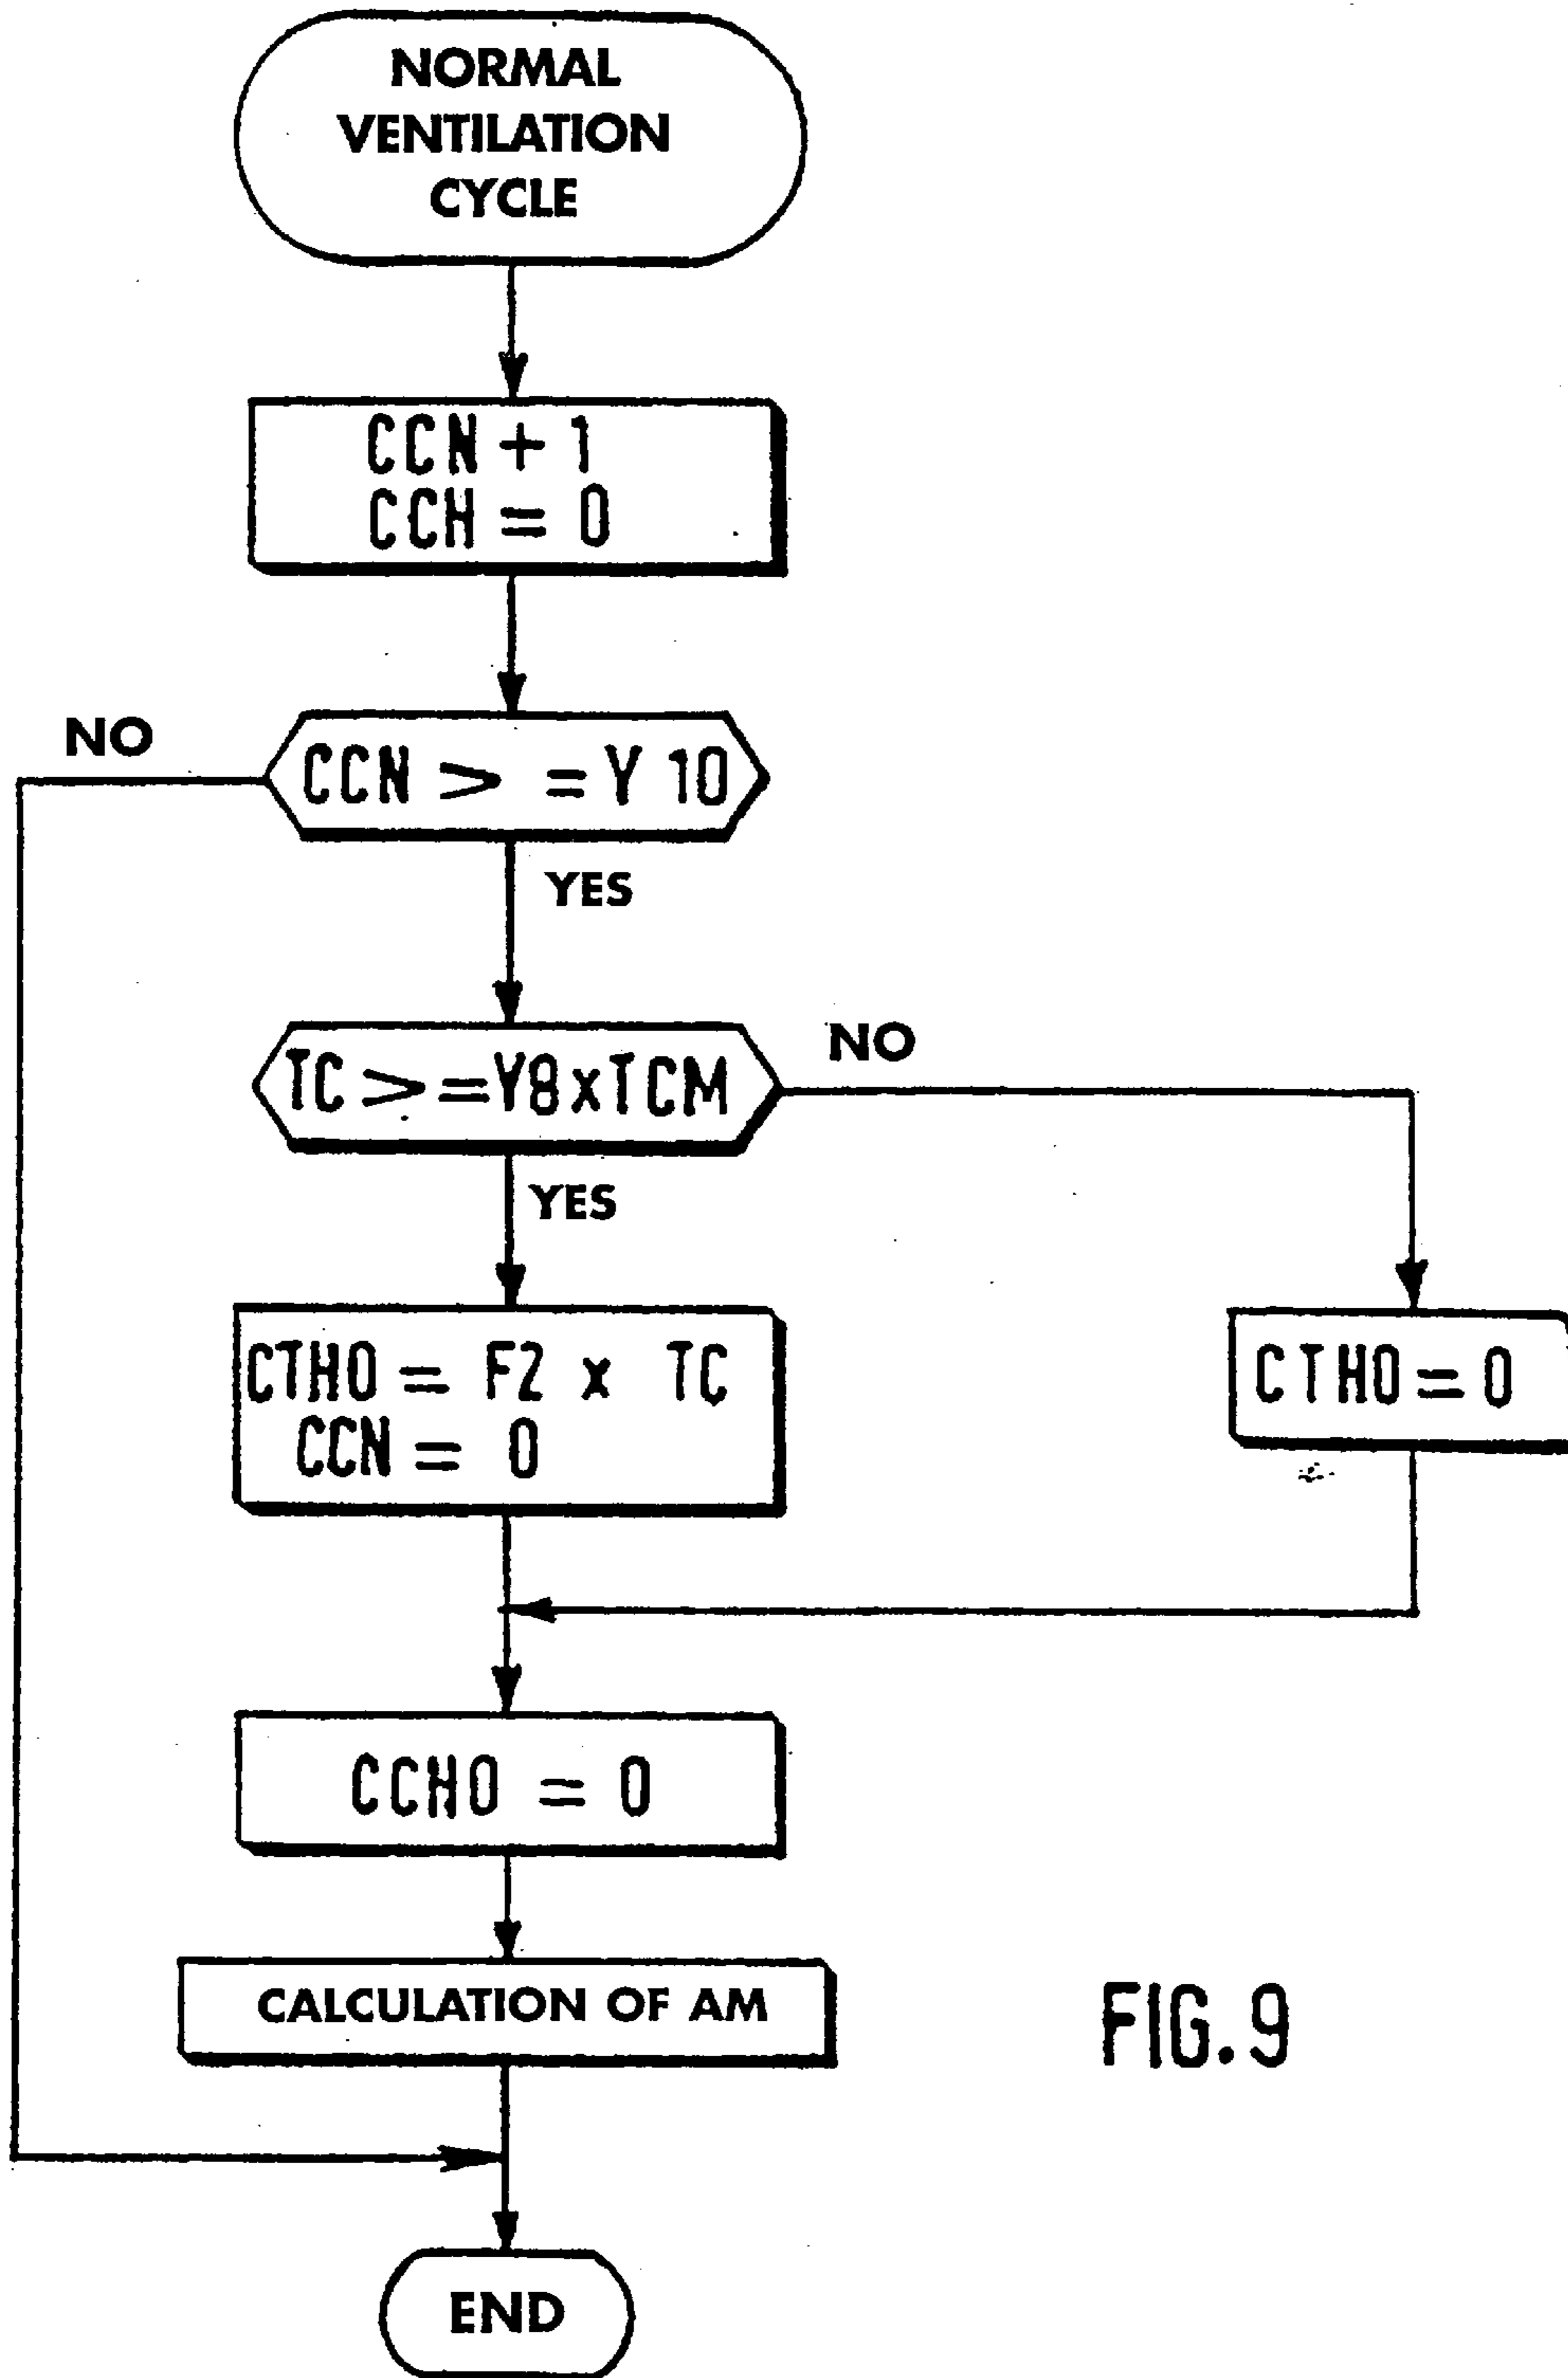 NORMAL
VENTILATION
CYCLE
CCN + 1
CCH = 0
NO
CCN > = Y 10
YES
TC > = Y8 x TCM
NO
YES
CTHO = F2 x TC
CCN = 0
CTHO = 0
CCHO = 0
CALCULATION OF AM
FIG. 9
END